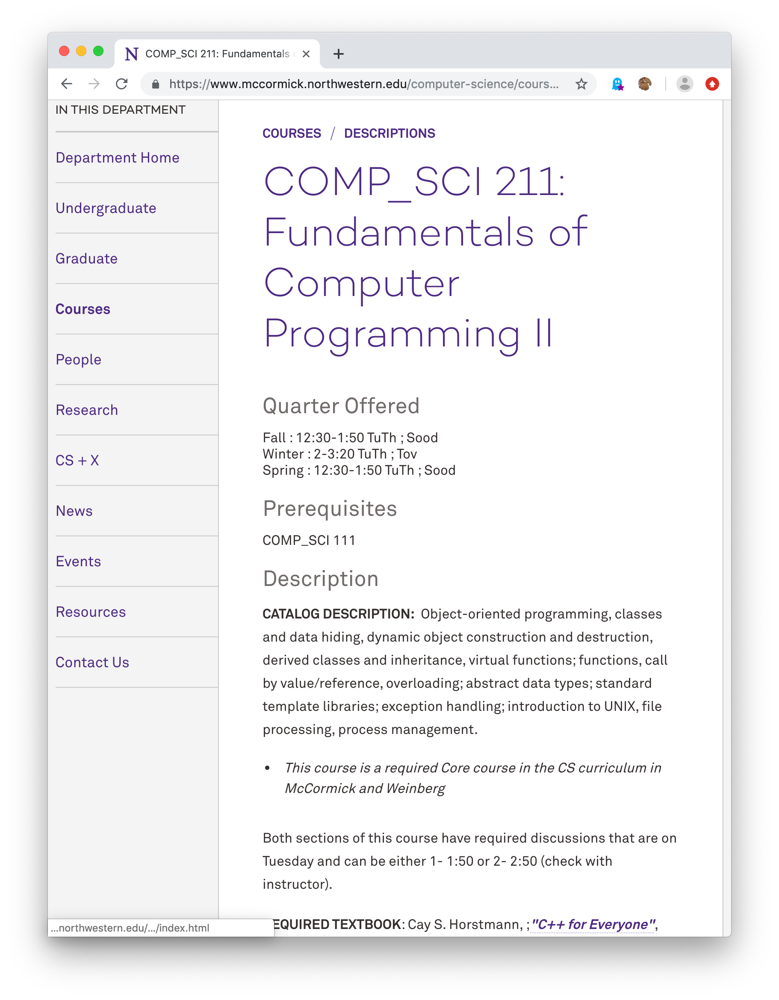 N COMP_SCI 211: Fundamentals
https://www.mccormick.northwestern.edu/computer-science/cours...
IN THIS DEPARTMENT
Department Home
Undergraduate
Graduate
Courses
People
Research
CS + X
News
Events
Resources
Contact Us
COURSES / DESCRIPTIONS
COMP_SCI 211:
Fundamentals of
Computer
Programming II
Quarter Offered
Fall : 12:30-1:50 TuTh ; Sood
Winter : 2-3:20 TuTh ; Tov
Spring : 12:30-1:50 TuTh ; Sood
Prerequisites
COMP_SCI 111
Description
CATALOG DESCRIPTION: Object-oriented programming, classes
and data hiding, dynamic object construction and destruction,
derived classes and inheritance, virtual functions; functions, call
by value/reference, overloading; abstract data types; standard
template libraries; exception handling; introduction to UNIX, file
processing, process management.
• This course is a required Core course in the CS curriculum in
McCormick and Weinberg
Both sections of this course have required discussions that are on
Tuesday and can be either 1- 1:50 or 2- 2:50 (check with
instructor).
EQUIRED TEXTBOOK: Cay S. Horstmann, ; "C++ for Everyone",
...northwestern.edu/.../index.html